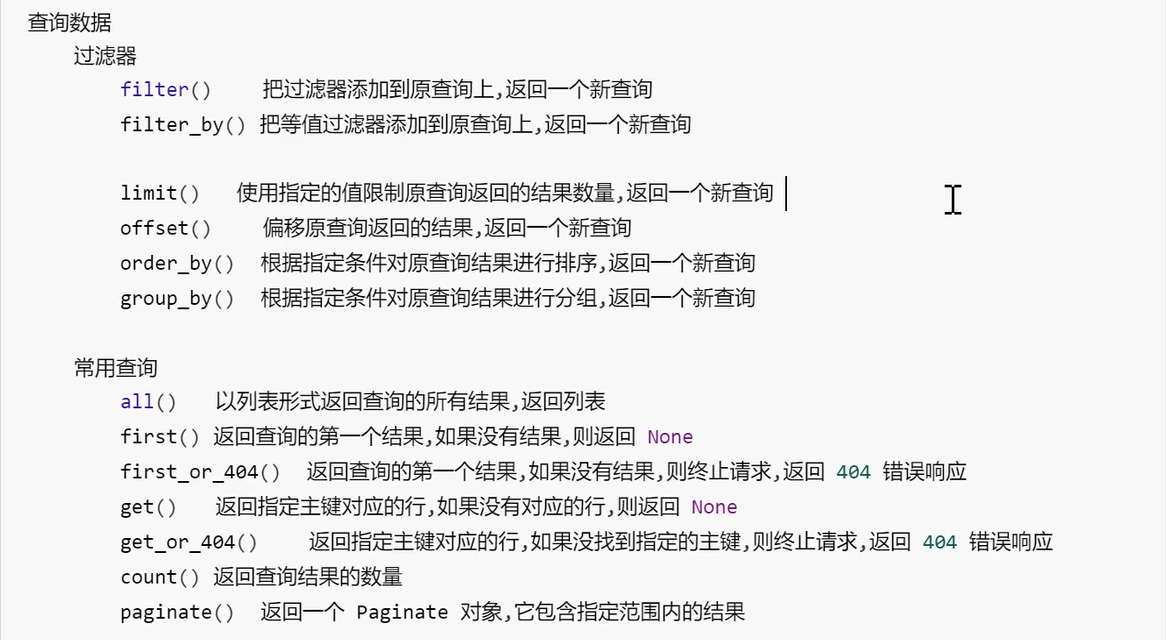 查询数据
过滤器
filter() 把过滤器添加到原查询上,返回一个新查询
filter_by() 把等值过滤器添加到原查询上,返回一个新查询
limit() 使用指定的值限制原查询返回的结果数量,返回一个新查询
offset() 偏移原查询返回的结果,返回一个新查询
order_by() 根据指定条件对原查询结果进行排序,返回一个新查询
group_by() 根据指定条件对原查询结果进行分组,返回一个新查询
常用查询
all() 以列表形式返回查询的所有结果,返回列表
first() 返回查询的第一个结果,如果没有结果,则返回 None
first_or_404() 返回查询的第一个结果,如果没有结果,则终止请求,返回 404 错误响应
get() 返回指定主键对应的行,如果没有对应的行,则返回 None
get_or_404() 返回指定主键对应的行,如果没找到指定的主键,则终止请求,返回 404 错误响应
count() 返回查询结果的数量
paginate() 返回一个 Paginate 对象,它包含指定范围内的结果